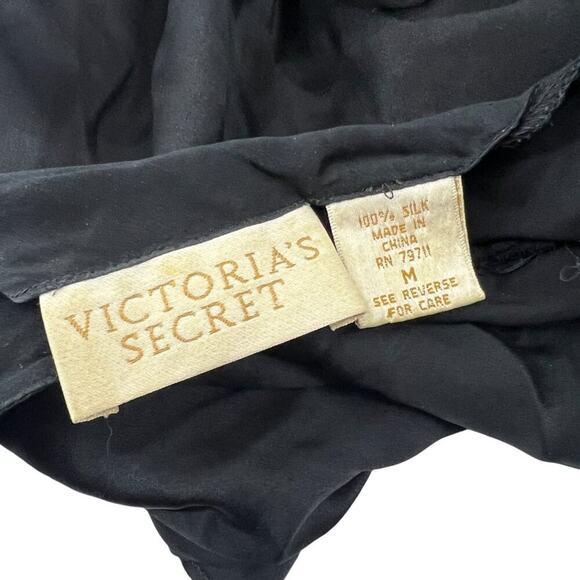 VICTORIA'S
SECRET
100% SILK
MADE IN
CHINA
RN 79711
M
SEE REVERSE
FOR CARE